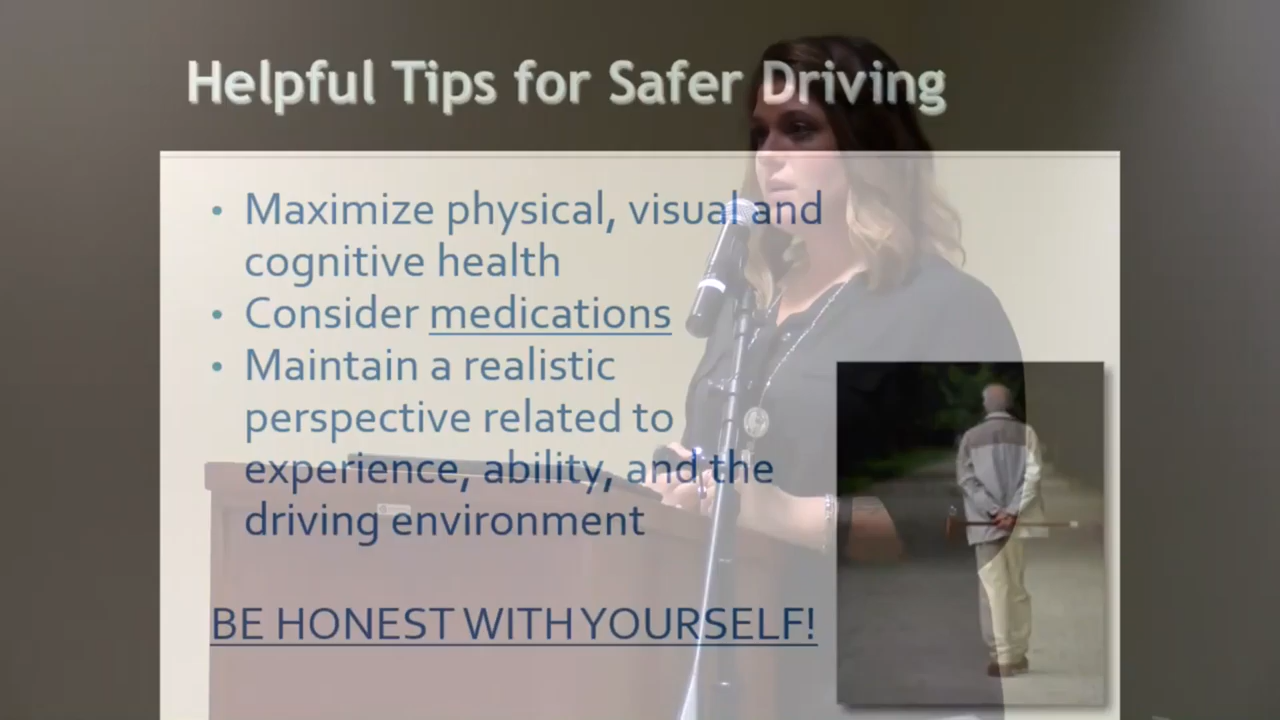 Helpful Tips for Safer Driving
• Maximize physical, visual and
cognitive health
• Consider medications
• Maintain a realistic
perspective related to
experience, ability, and the
driving environment
BE HONEST WITH YOURSELF!